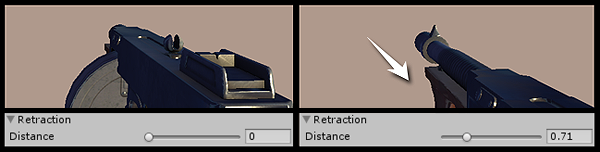 Retraction
Distance 0
Retraction
Distance 0.71